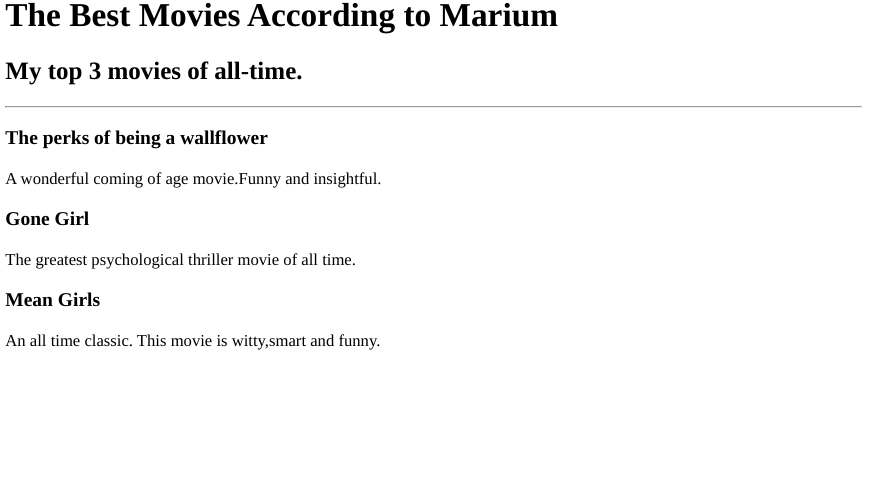 The Best Movies According to Marium
My top 3 movies of all-time.
The perks of being a wallflower
A wonderful coming of age movie.Funny and insightful.
Gone Girl
The greatest psychological thriller movie of all time.
Mean Girls
An all time classic. This movie is witty,smart and funny.